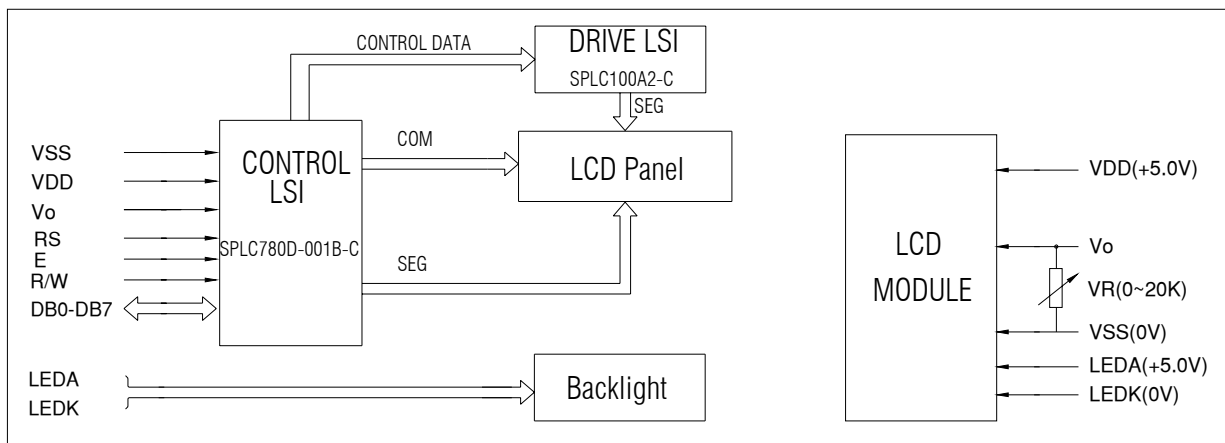 CONTROL DATA
DRIVE LSI
SPLC100A2-C
SEG
VSS
VDD
Vo
RS
E
R/W
DB0-DB7
CONTROL
LSI
SPLC780D-001B-C
COM
LCD Panel
SEG
LEDA
LEDK
Backlight
LCD
MODULE
VDD(+5.0V)
Vo
VR(0~20K)
VSS(0V)
LEDA(+5.0V)
LEDK(0V)